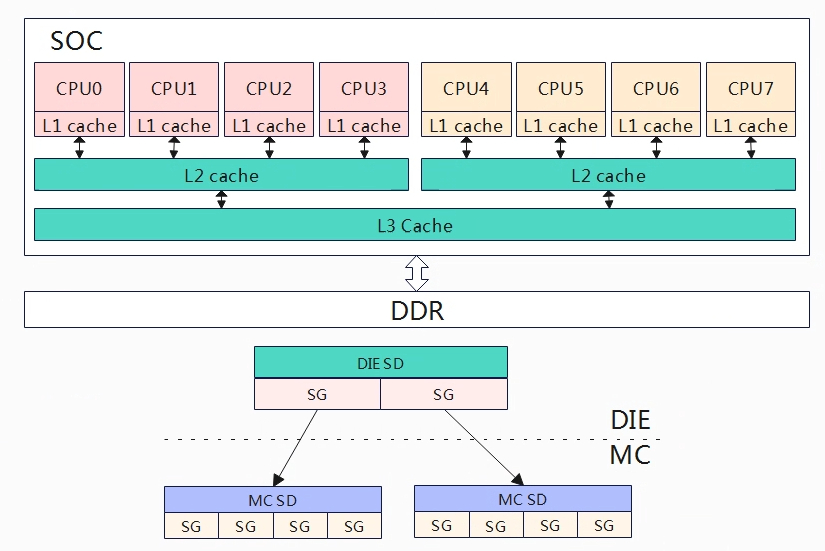 SOC
CPU0 CPU1 CPU2 CPU3 CPU4 CPU5 CPU6 CPU7
L1 cache L1 cache L1 cache L1 cache L1 cache L1 cache L1 cache L1 cache
L2 cache L2 cache
L3 Cache
DDR
DIE SD
SG SG
DIE
MC
MC SD MC SD
SG SG SG SG SG SG SG SG